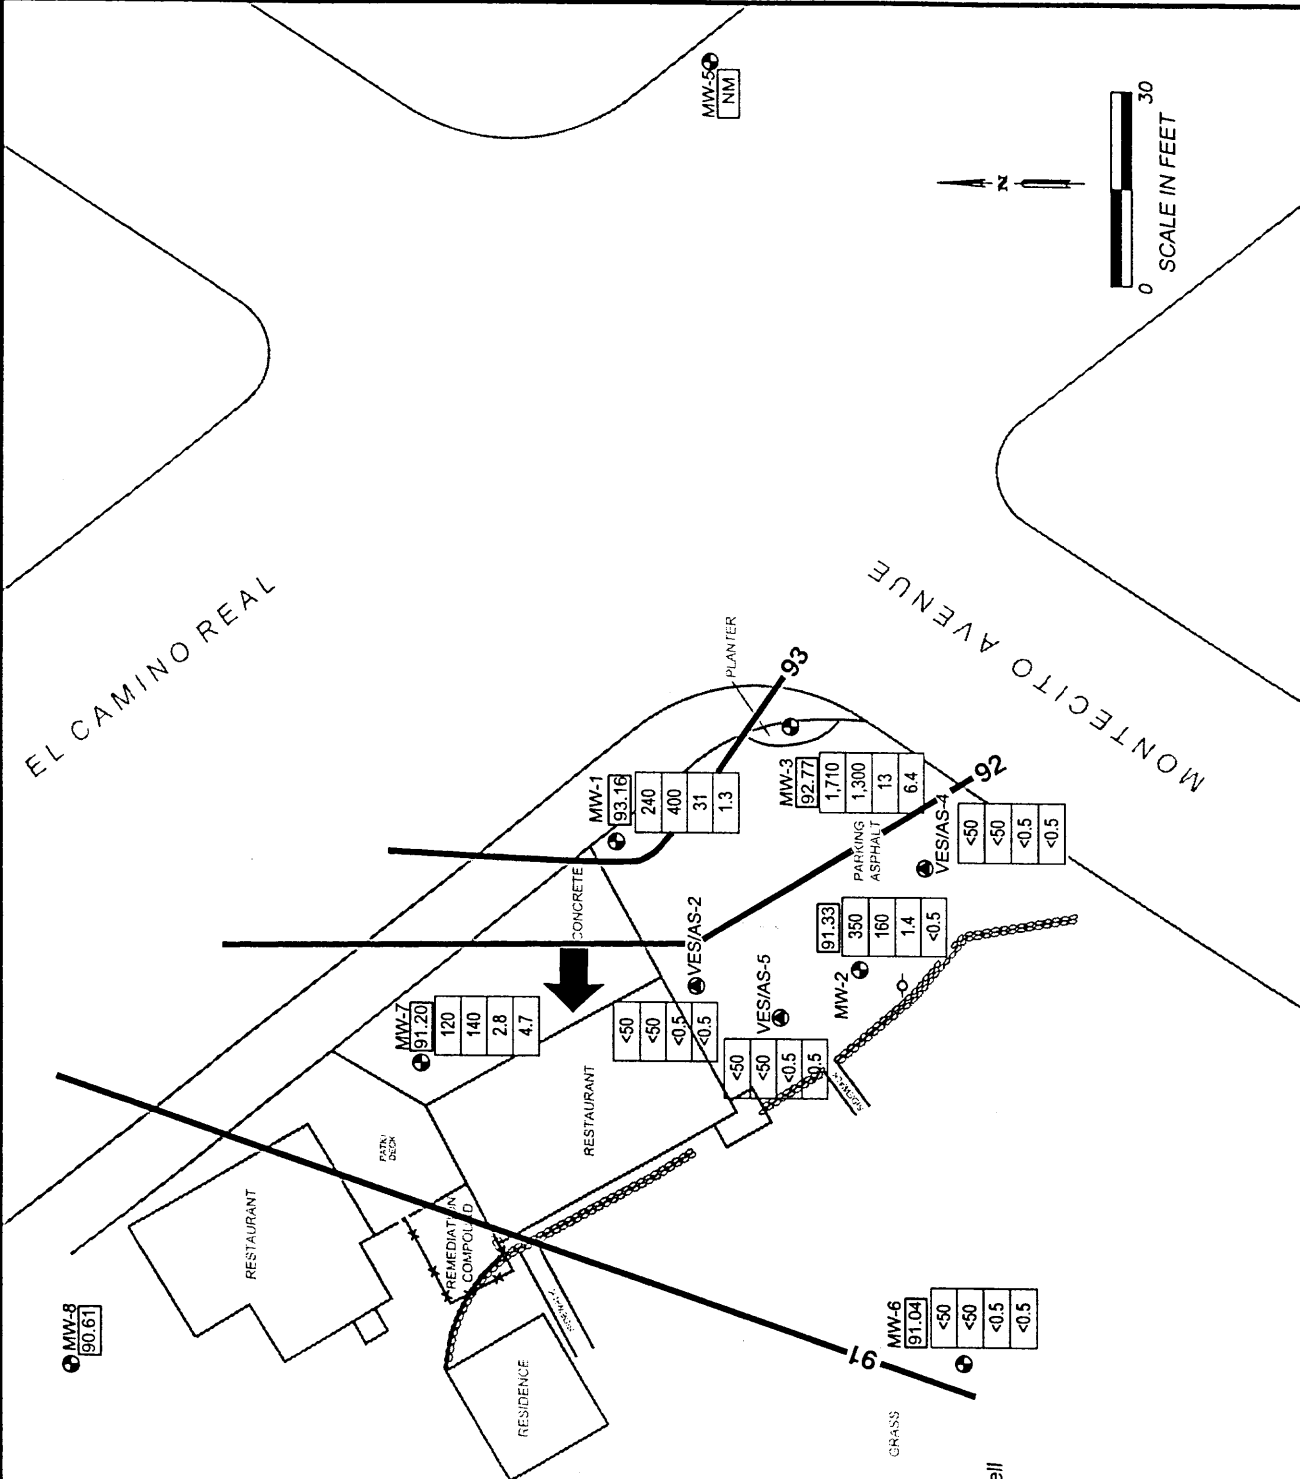 EL CAMINO REAL
MONTECITO AVENUE
MW-5
NM
N
0
30
SCALE IN FEET
PLANTER
93
92
91
MW-1
93.16
240
400
31
1.3
MW-3
92.77
1,710
1,300
13
6.4
PARKING
ASPHALT
VES/AS-4
<50
<50
<0.5
<0.5
CONCRETE
VES/AS-2
<50
<50
<0.5
<0.5
VES/AS-5
<50
<50
<0.5
<0.5
91.33
350
160
1.4
<0.5
MW-2
MW-7
91.20
120
140
2.8
4.7
RESTAURANT
PATIO
DECK
RESTAURANT
REMEDIATION
COMPOUND
SIDEWALK
SIDEWALK
RESIDENCE
MW-8
90.61
MW-6
91.04
<50
<50
<0.5
<0.5
GRASS
ell